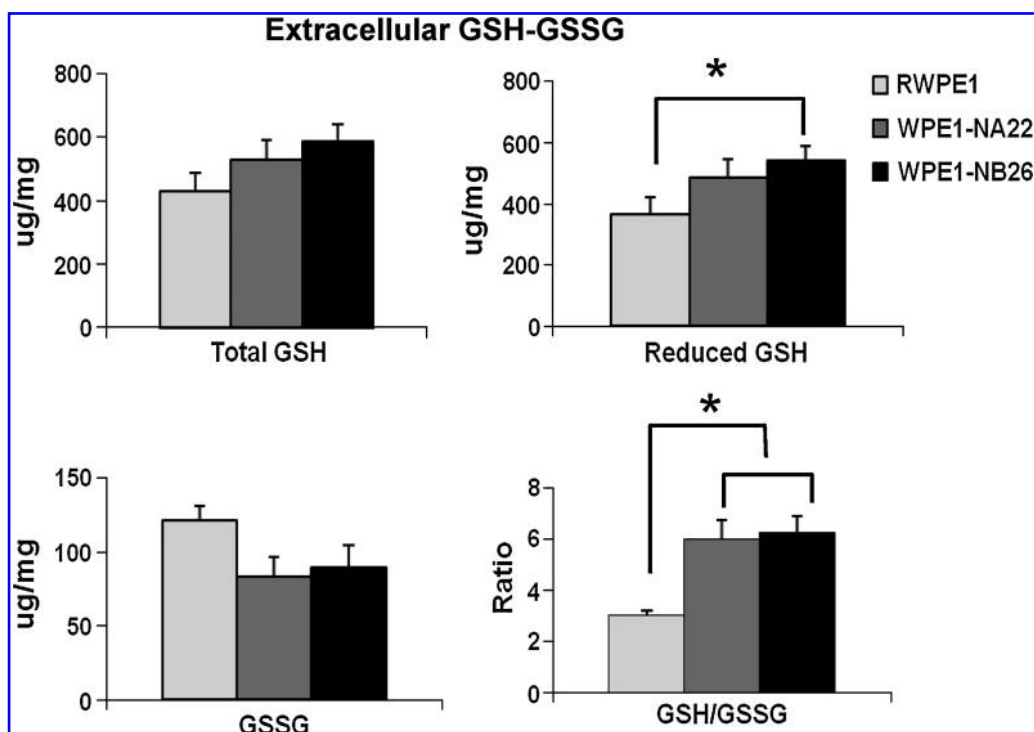 Extracellular GSH-GSSG
800
600
400
200
0
ug/mg
Total GSH
*
800
600
400
200
0
ug/mg
Reduced GSH
RWPE1
WPE1-NA22
WPE1-NB26
150
100
50
0
ug/mg
GSSG
*
8
6
4
2
0
Ratio
GSH/GSSG